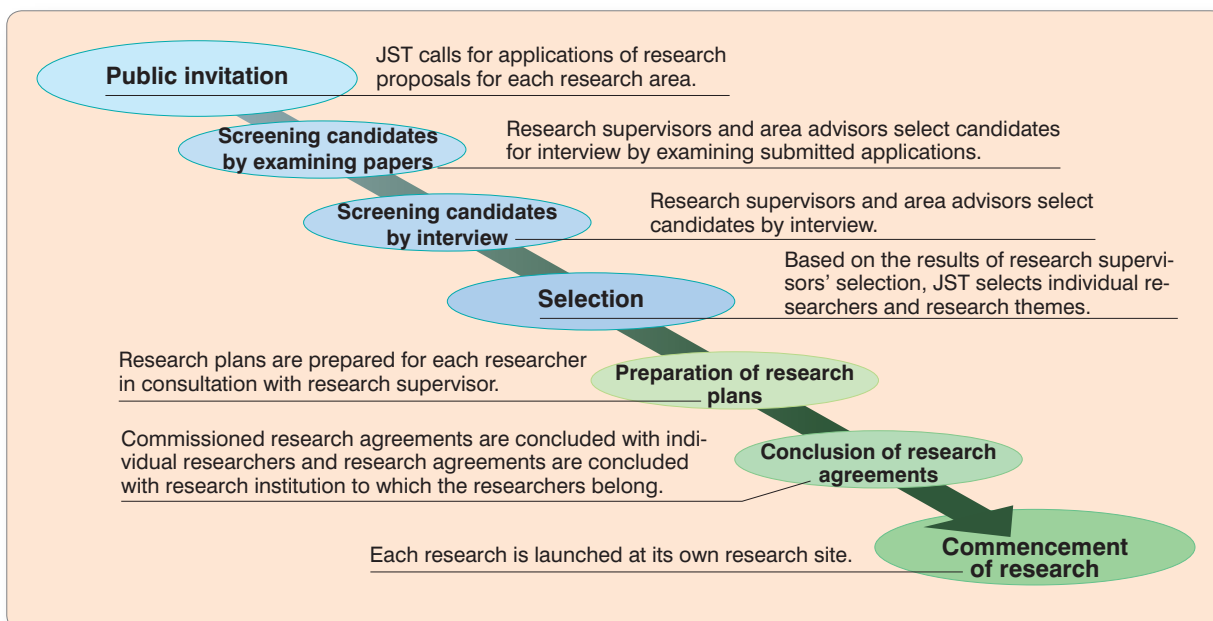 Public invitation
JST calls for applications of research
proposals for each research area.
Screening candidates
by examining papers
Research supervisors and area advisors select candidates
for interview by examining submitted applications.
Screening candidates
by interview
Research supervisors and area advisors select
candidates by interview.
Selection
Based on the results of research supervi-
sors’ selection, JST selects individual re-
searchers and research themes.
Research plans are prepared for each researcher
in consultation with research supervisor.
Preparation of research
plans
Commissioned research agreements are concluded with indi-
vidual researchers and research agreements are concluded
with research institution to which the researchers belong.
Conclusion of research
agreements
Each research is launched at its own research site.
Commencement
of research